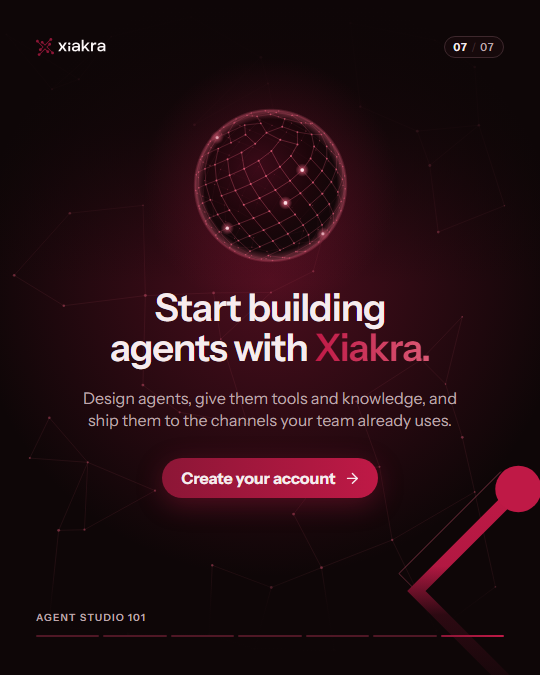 xiakra
07 / 07
Start building
agents with Xiakra.
Design agents, give them tools and knowledge, and
ship them to the channels your team already uses.
Create your account →
AGENT STUDIO 101